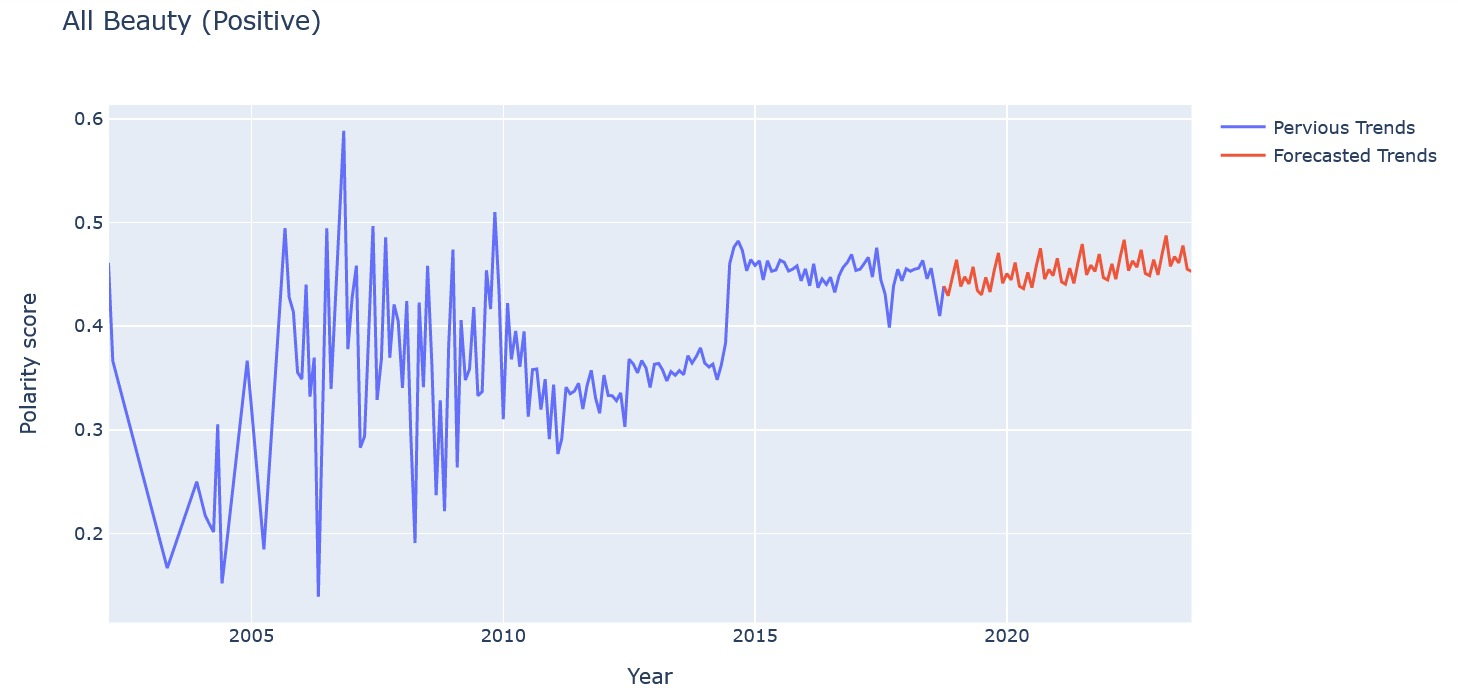 All Beauty (Positive)
0.6
0.5
0.4
0.3
0.2
Polarity score
2005
2010
2015
2020
Year
Pervious Trends
Forecasted Trends